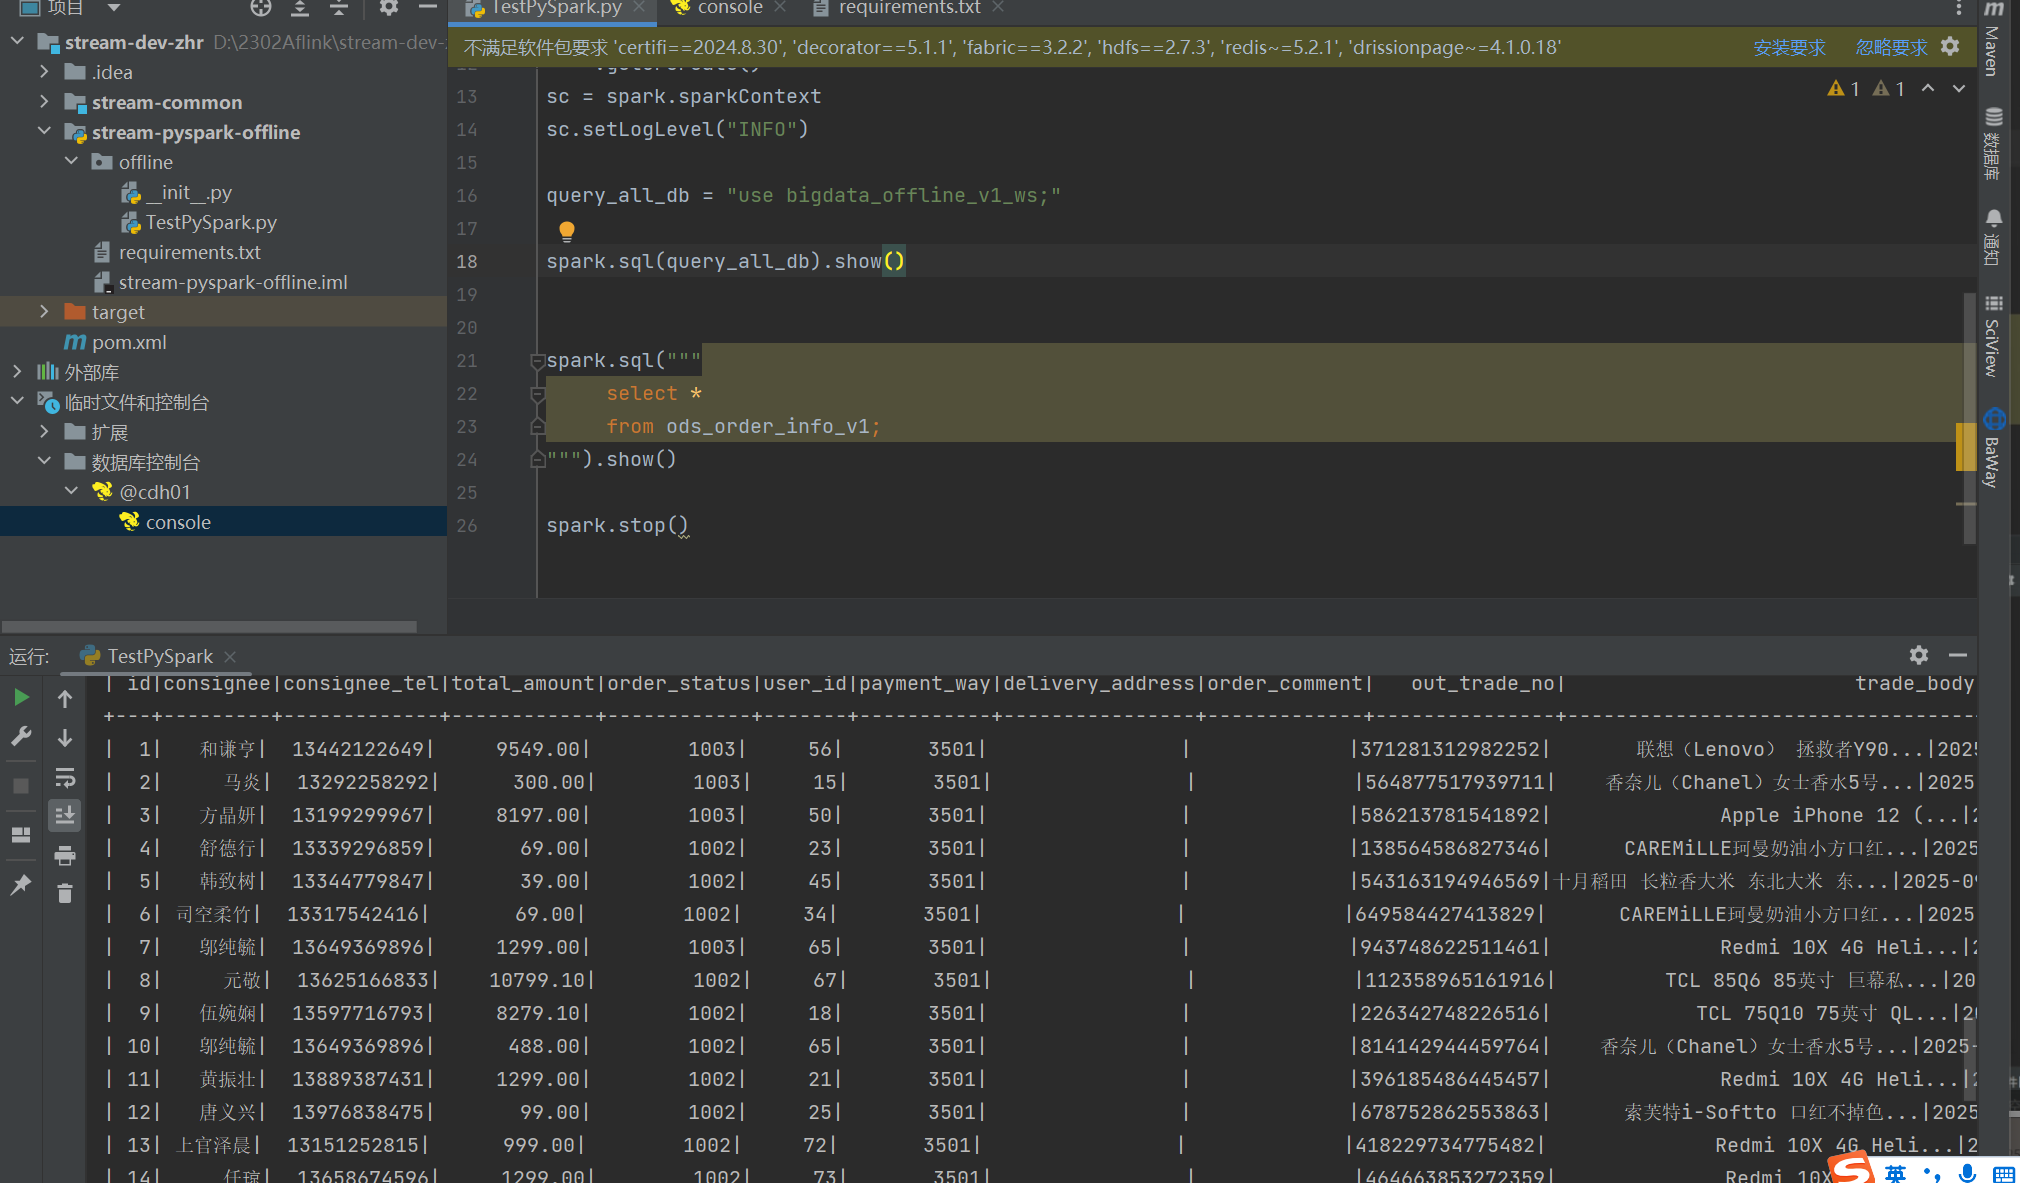 项目
TestPySpark.py
console
requirements.txt
stream-dev-zhr D:\2302Aflink\stream-dev-
.idea
stream-common
stream-pyspark-offline
offline
__init__.py
TestPySpark.py
requirements.txt
stream-pyspark-offline.iml
target
pom.xml
外部库
临时文件和控制台
扩展
数据库控制台
@cdh01
console
不满足软件包要求 'certifi==2024.8.30', 'decorator==5.1.1', 'fabric==3.2.2', 'hdfs==2.7.3', 'redis~=5.2.1', 'drissionpage~=4.1.0.18'
安装要求 忽略要求
1 1
13 sc = spark.sparkContext
14 sc.setLogLevel("INFO")
15
16 query_all_db = "use bigdata_offline_v1_ws;"
17
18 spark.sql(query_all_db).show()
19
20
21 spark.sql("""
22 select *
23 from ods_order_info_v1;
24 """).show()
25
26 spark.stop()
Maven
数据库
通知
SciView
BaWay
运行: TestPySpark
| id|consignee|consignee_tel|total_amount|order_status|user_id|payment_way|delivery_address|order_comment| out_trade_no| trade_body
+---+---------+-------------+------------+------------+-------+-----------+----------------+-------------+---------------+----------------------------------
| 1| 和谦亨| 13442122649| 9549.00| 1003| 56| 3501| | |371281312982252| 联想（Lenovo） 拯救者Y90...|2025
| 2| 马炎| 13292258292| 300.00| 1003| 15| 3501| | |564877517939711| 香奈儿（Chanel）女士香水5号...|2025
| 3| 方晶妍| 13199299967| 8197.00| 1003| 50| 3501| | |586213781541892| Apple iPhone 12 (...|2
| 4| 舒德行| 13339296859| 69.00| 1002| 23| 3501| | |138564586827346| CAREMiLLE珂曼奶油小方口红...|2025
| 5| 韩致树| 13344779847| 39.00| 1002| 45| 3501| | |543163194946569|十月稻田 长粒香大米 东北大米 东...|2025-09
| 6| 司空柔竹| 13317542416| 69.00| 1002| 34| 3501| | |649584427413829| CAREMiLLE珂曼奶油小方口红...|2025
| 7| 邬纯毓| 13649369896| 1299.00| 1003| 65| 3501| | |943748622511461| Redmi 10X 4G Heli...|2
| 8| 元敬| 13625166833| 10799.10| 1002| 67| 3501| | |112358965161916| TCL 85Q6 85英寸 巨幕私...|20
| 9| 伍婉娴| 13597716793| 8279.10| 1002| 18| 3501| | |226342748226516| TCL 75Q10 75英寸 QL...|20
| 10| 邬纯毓| 13649369896| 488.00| 1002| 65| 3501| | |814142944459764| 香奈儿（Chanel）女士香水5号...|2025-
| 11| 黄振壮| 13889387431| 1299.00| 1002| 21| 3501| | |396185486445457| Redmi 10X 4G Heli...|2
| 12| 唐义兴| 13976838475| 99.00| 1002| 25| 3501| | |678752862553863| 索芙特i-Softto 口红不掉色...|2025
| 13| 上官泽晨| 13151252815| 999.00| 1002| 72| 3501| | |418229734775482| Redmi 10X 4G Heli...|2
| 14| 仟琼| 13658674596| 1299.00| 1002| 73| 3501| | |464663853272359| Redmi 10X
英